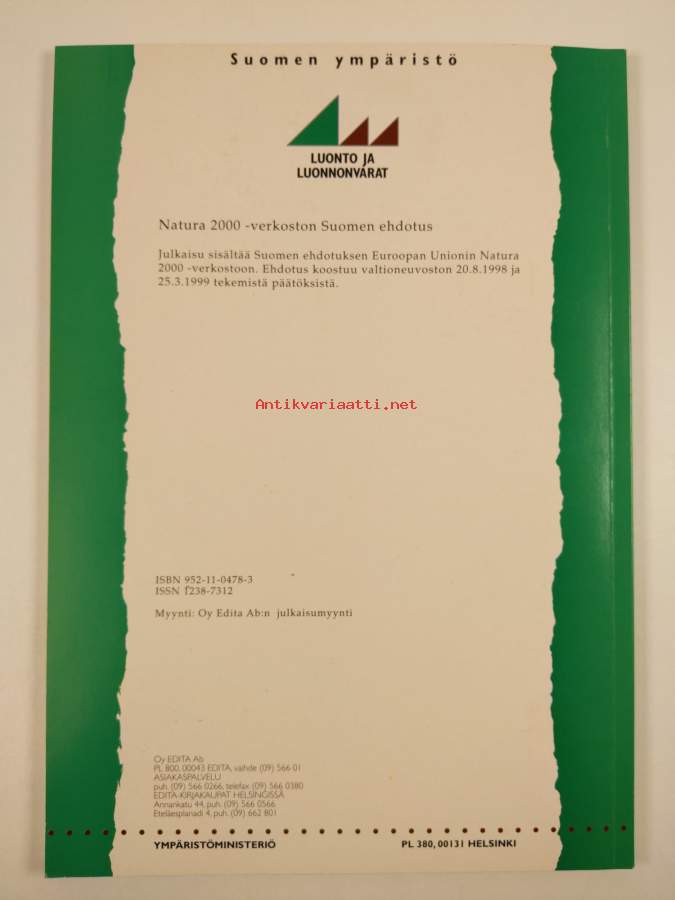 Suomen ympäristö
LUONTO JA
LUONNONVARAT
Natura 2000 -verkoston Suomen ehdotus
Julkaisu sisältää Suomen ehdotuksen Euroopan Unionin Natura
2000 -verkostoon. Ehdotus koostuu valtioneuvoston 20.8.1998 ja
25.3.1999 tekemistä päätöksistä.
Antikvariaatti.net
ISBN 952-11-0478-3
ISSN 1238-7312
Myynti: Oy Edita Ab:n julkaisumyynti
Oy EDITA Ab
PL 800, 00043 EDITA, vaihde (09) 566 01
ASIAKASPALVELU
puh. (09) 566 0266, telefax (09) 566 0380
EDITA-KIRJAKAUPAT HELSINGISSÄ
Annankatu 44, puh. (09) 566 0566
Eteläesplanadi 4, puh. (09) 662 801
YMPÄRISTÖMINISTERIÖ PL 380, 00131 HELSINKI